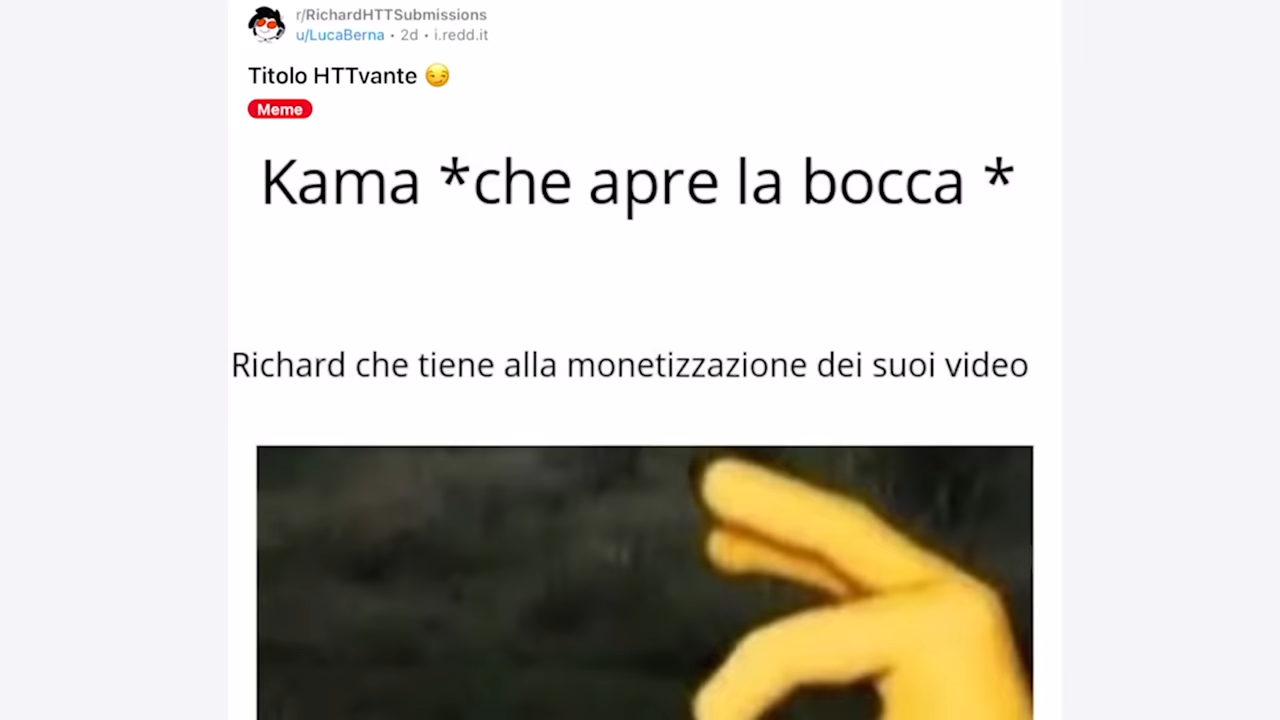 r/RichardHTTSubmissions
u/LucaBerna • 2d • i.redd.it
Titolo HTTvante 😏
Meme
Kama *che apre la bocca *
Richard che tiene alla monetizzazione dei suoi video